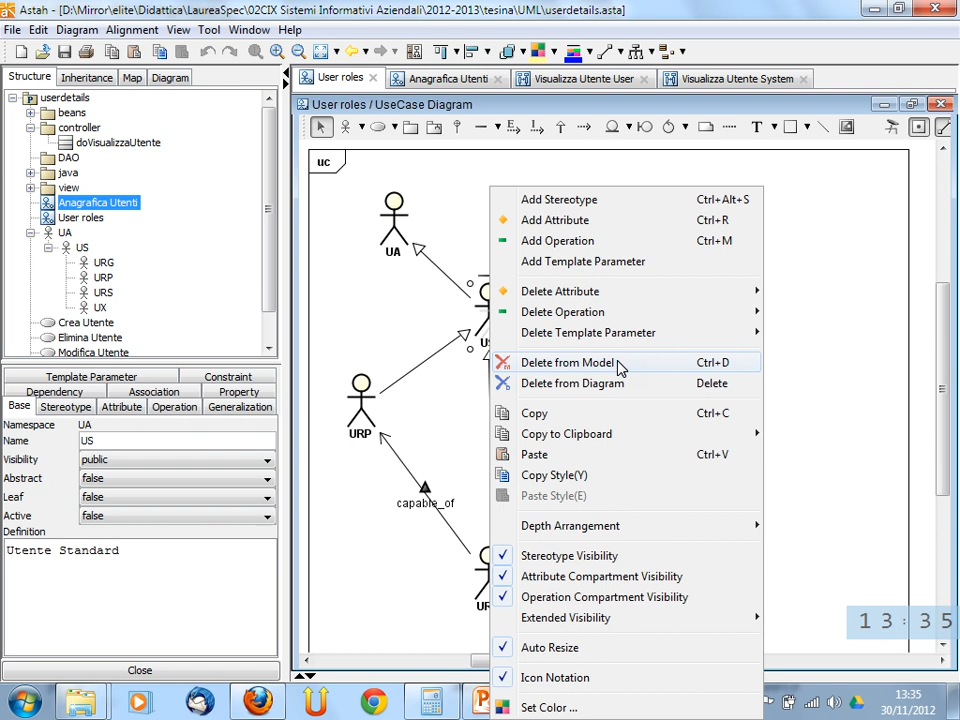 Astah - [D:\Mirror\elite\Didattica\LaureaSpec\02CIX Sistemi Informativi Aziendali\2012-2013\tesina\UML\userdetails.asta]
File Edit Diagram Alignment View Tool Window Help
Structure Inheritance Map Diagram
userdetails
beans
controller
doVisualizzaUtente
DAO
java
view
Anagrafica Utenti
User roles
UA
US
URG
URP
URS
UX
Crea Utente
Elimina Utente
Modifica Utente
Template Parameter Constraint
Dependency Association Property
Base Stereotype Attribute Operation Generalization
Namespace UA
Name US
Visibility public
Abstract false
Leaf false
Active false
Definition
Utente Standard
Close
User roles Anagrafica Utenti Visualizza Utente User Visualizza Utente System
User roles / UseCase Diagram
T
uc
UA
URP
capable_of
Add Stereotype Ctrl+Alt+S
Add Attribute Ctrl+R
Add Operation Ctrl+M
Add Template Parameter
Delete Attribute
Delete Operation
Delete Template Parameter
Delete from Model Ctrl+D
Delete from Diagram Delete
Copy Ctrl+C
Copy to Clipboard
Paste Ctrl+V
Copy Style(Y)
Paste Style(E)
Depth Arrangement
Stereotype Visibility
Attribute Compartment Visibility
Operation Compartment Visibility
Extended Visibility
Auto Resize
Icon Notation
Set Color ...
13:35
13:35
30/11/2012